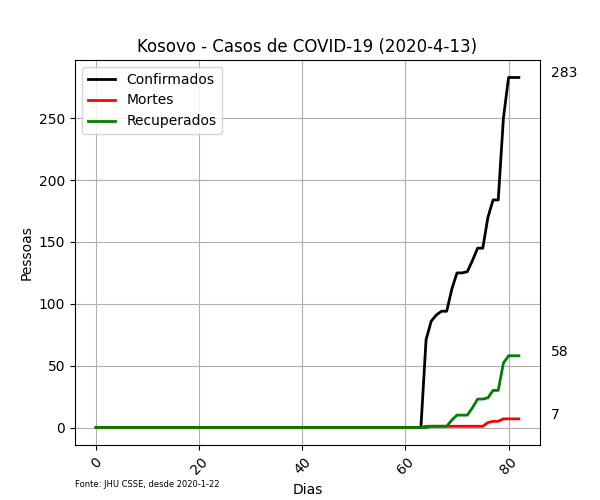 Kosovo - Casos de COVID-19 (2020-4-13)
Confirmados
Mortes
Recuperados
283
58
7
250
200
150
100
50
0
Pessoas
0
20
40
60
80
Dias
Fonte: JHU CSSE, desde 2020-1-22